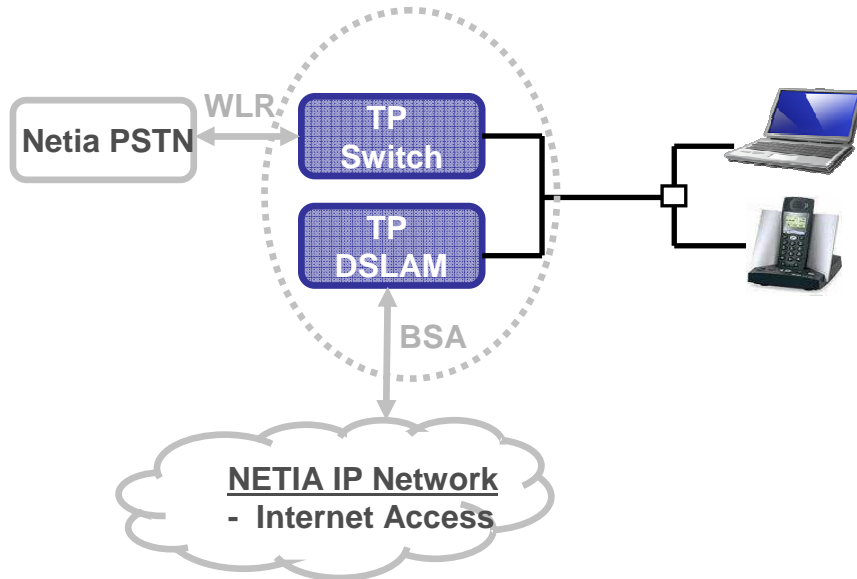 WLR
Netia PSTN
TP
Switch
TP
DSLAM
BSA
NETIA IP Network
- Internet Access